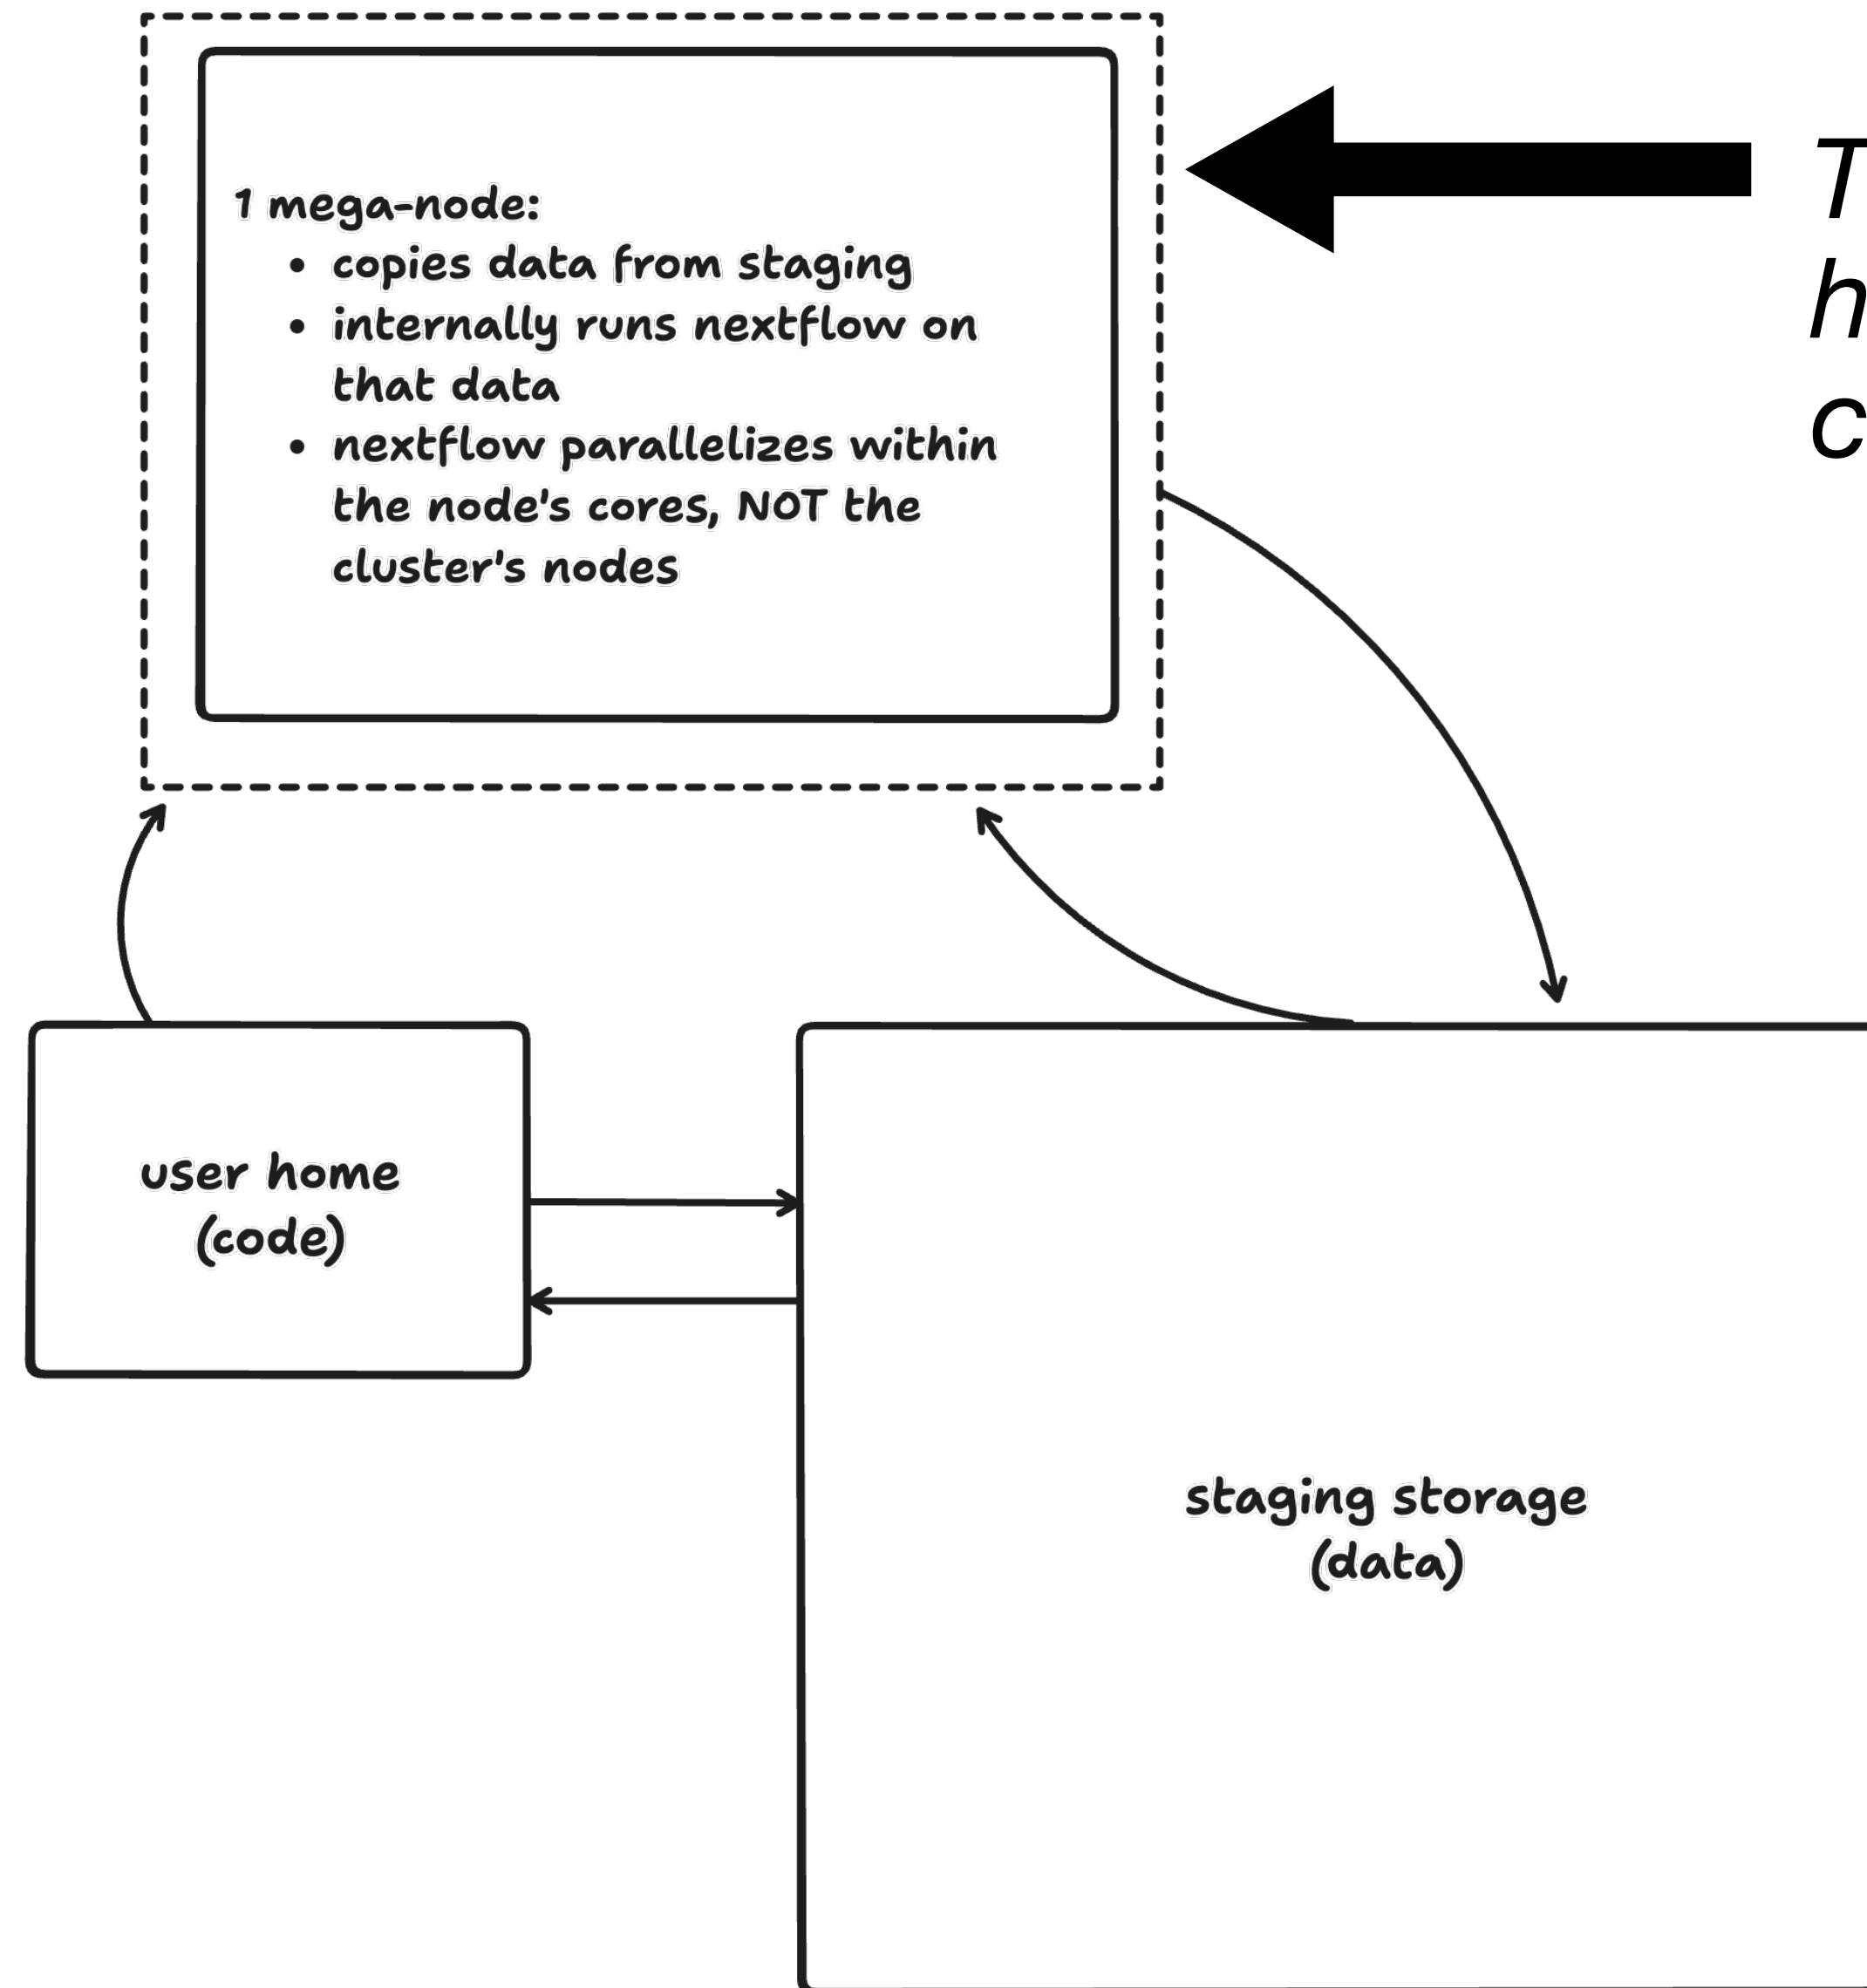 1 mega-node:
• copies data from staging
• internally runs nextflow on
that data
• nextflow parallelizes within
the node's cores, NOT the
cluster's nodes
user home
(code)
staging storage
(data)